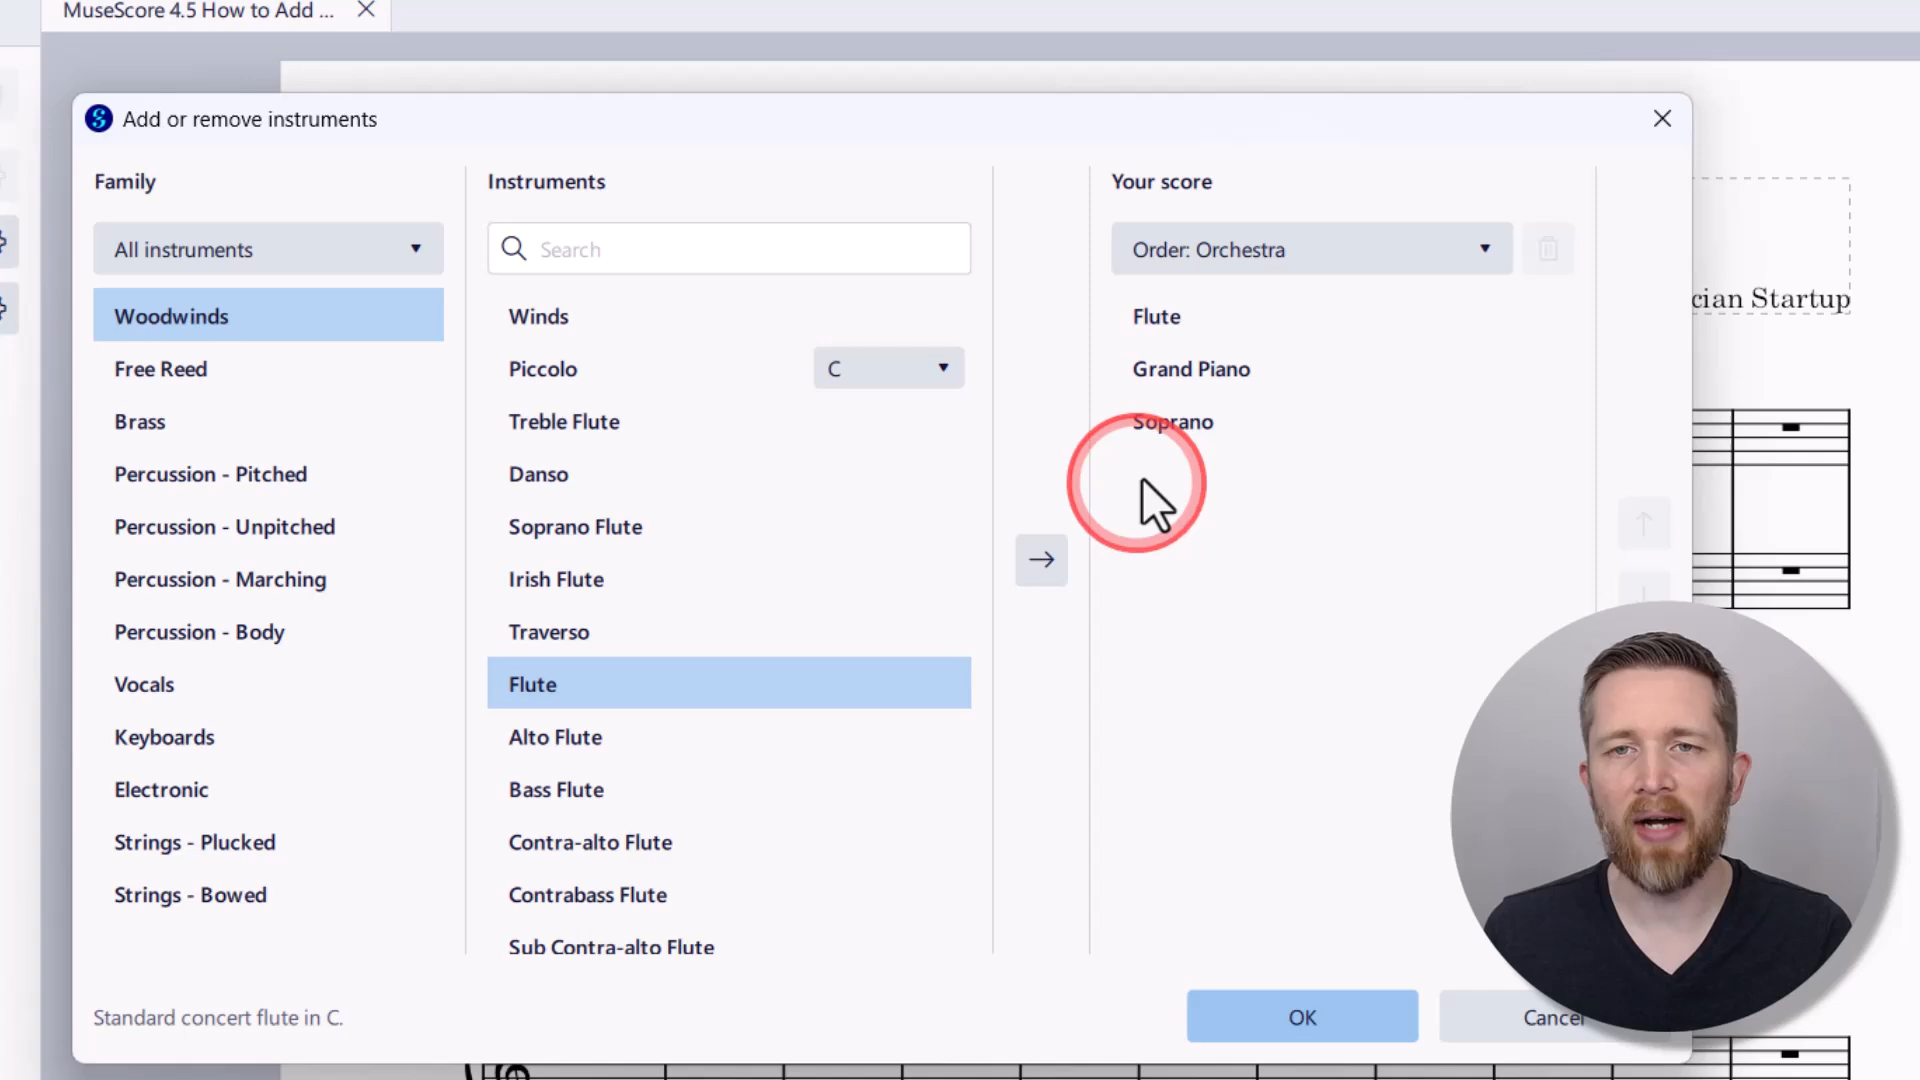 MuseScore 4.5 How to Add ...
Add or remove instruments
Family
All instruments
Woodwinds
Free Reed
Brass
Percussion - Pitched
Percussion - Unpitched
Percussion - Marching
Percussion - Body
Vocals
Keyboards
Electronic
Strings - Plucked
Strings - Bowed
Instruments
Search
Winds
Piccolo C
Treble Flute
Danso
Soprano Flute
Irish Flute
Traverso
Flute
Alto Flute
Bass Flute
Contra-alto Flute
Contrabass Flute
Sub Contra-alto Flute
Your score
Order: Orchestra
Flute
Grand Piano
Soprano
cian Startup
Standard concert flute in C.
OK
Cancel